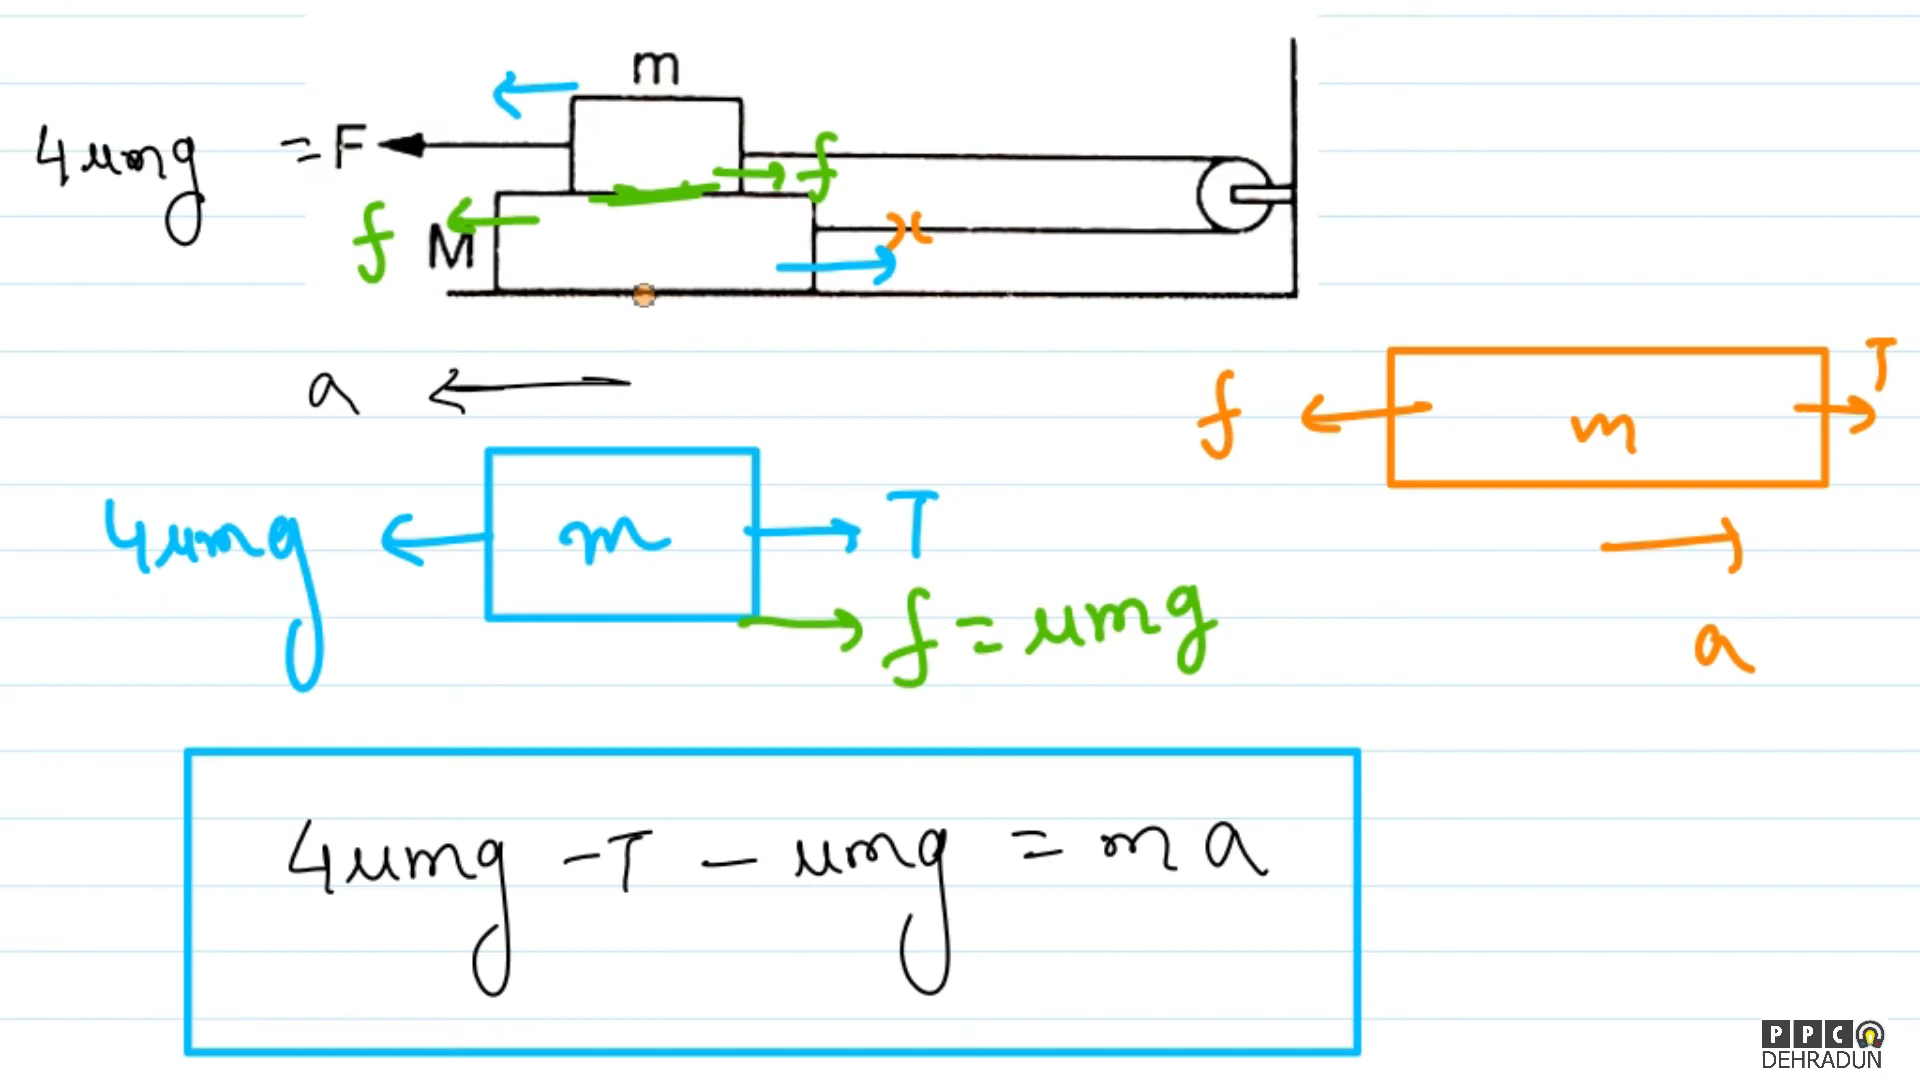 m
4μmg = F
f
f
M
a
f
m
T
4μmg
m
T
f = μmg
a
4μmg - T - μmg = ma
PPC
DEHRADUN